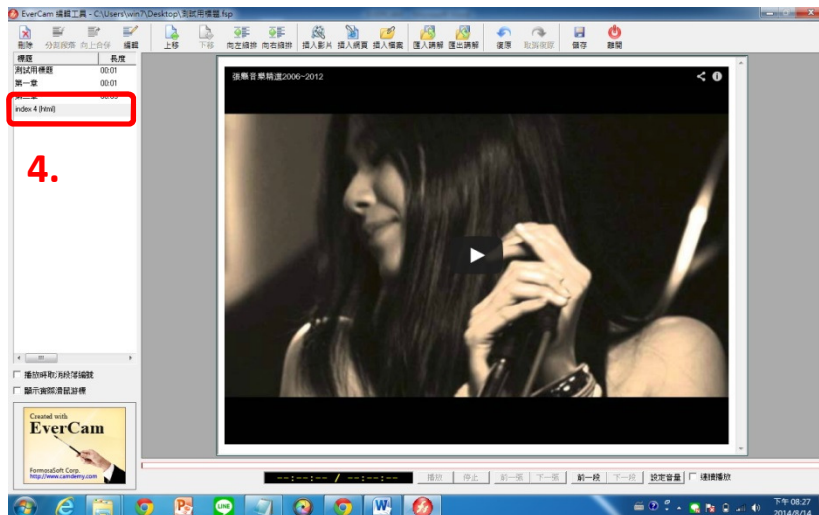 EverCam 編輯工具 - C:\Users\win7\Desktop\測試用標題.fsp
刪除 分割段落 向上合併 編輯 上移 下移 向左縮排 向右縮排 插入影片 插入網頁 插入檔案 匯入講解 匯出講解 復原 取消復原 儲存 離開
標題 長度
測試用標題 00:01
第一章 00:01
index 4 (html)
4.
張懸音樂精選2006~2012
播放時取消段落編號
顯示實際滑鼠游標
Created with
EverCam
FormosaSoft Corp.
http://www.camdemy.com
--:--:-- / --:--:-- 播放 停止 前一張 下一張 前一段 下一段 設定音量 連續播放
下午 08:27
2014/8/14